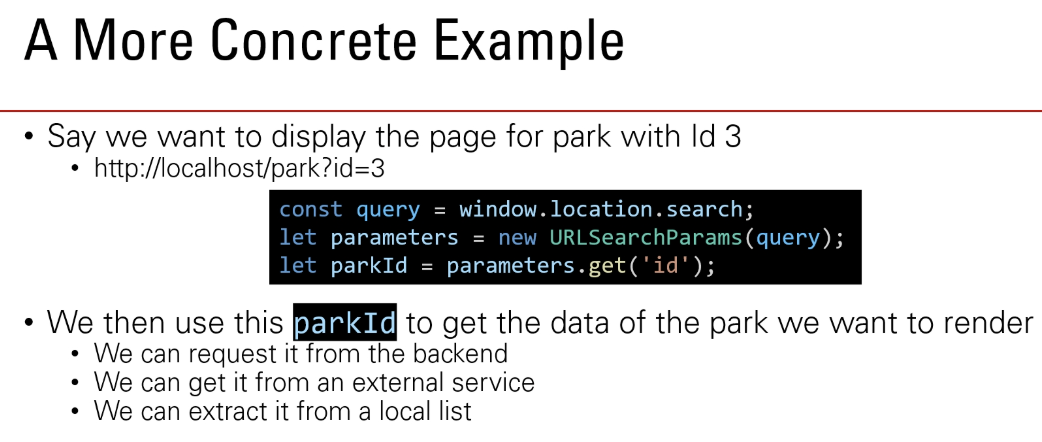 A More Concrete Example
• Say we want to display the page for park with Id 3
• http://localhost/park?id=3
const query = window.location.search;
let parameters = new URLSearchParams(query);
let parkId = parameters.get('id');
• We then use this parkId to get the data of the park we want to render
• We can request it from the backend
• We can get it from an external service
• We can extract it from a local list